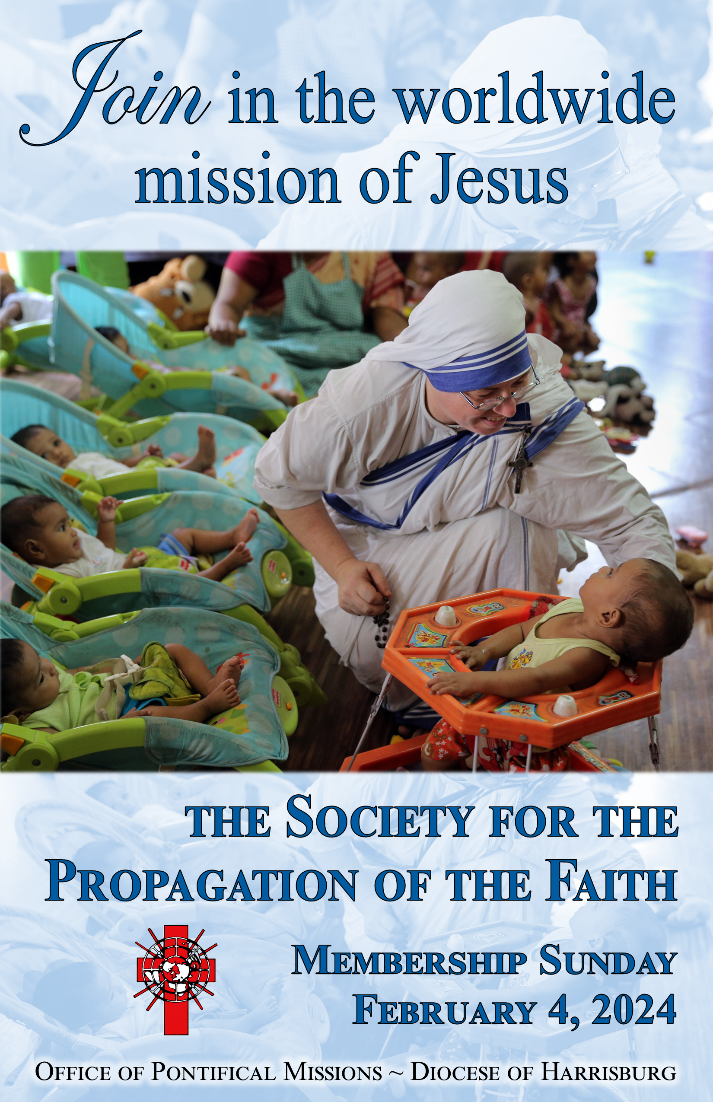 Join in the worldwide
mission of Jesus
the Society for the
Propagation of the Faith
Membership Sunday
February 4, 2024
Office of Pontifical Missions ~ Diocese of Harrisburg